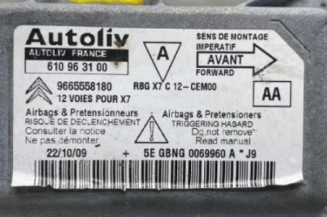 Autoliv
AUTOLIV FRANCE
610 96 31 00
A
SENS DE MONTAGE
IMPERATIF
AVANT
FORWARD
9665558180
12 VOIES POUR X7
RBG X7 C 12-CEM00
AA
Airbags & Pretensionneurs
RISQUE DE DECLENCHEMENT
Consulter la notice
Ne pas démonter
Airbags & Pretensioners
TRIGGERING HASARD
Do not remove
Read manual
22/10/09 + 5E GBNG 0069960 A * J9